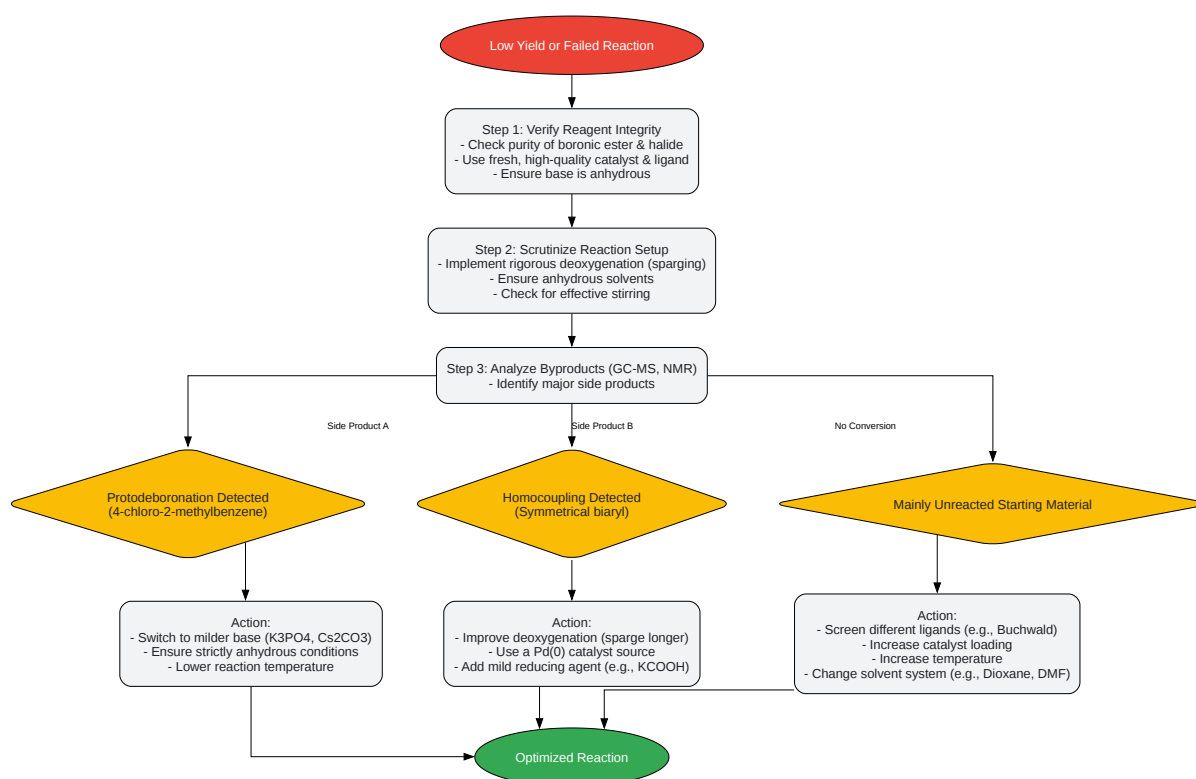 Low Yield or Failed Reaction
Step 1: Verify Reagent Integrity
- Check purity of boronic ester & halide
- Use fresh, high-quality catalyst & ligand
- Ensure base is anhydrous
Step 2: Scrutinize Reaction Setup
- Implement rigorous deoxygenation (sparging)
- Ensure anhydrous solvents
- Check for effective stirring
Step 3: Analyze Byproducts (GC-MS, NMR)
- Identify major side products
Side Product A
Side Product B
No Conversion
Protodeboronation Detected
(4-chloro-2-methylbenzene)
Homocoupling Detected
(Symmetrical biaryl)
Mainly Unreacted Starting Material
Action:
- Switch to milder base (K3PO4, Cs2CO3)
- Ensure strictly anhydrous conditions
- Lower reaction temperature
Action:
- Improve deoxygenation (sparge longer)
- Use a Pd(0) catalyst source
- Add mild reducing agent (e.g., KCOOH)
Action:
- Screen different ligands (e.g., Buchwald)
- Increase catalyst loading
- Increase temperature
- Change solvent system (e.g., Dioxane, DMF)
Optimized Reaction